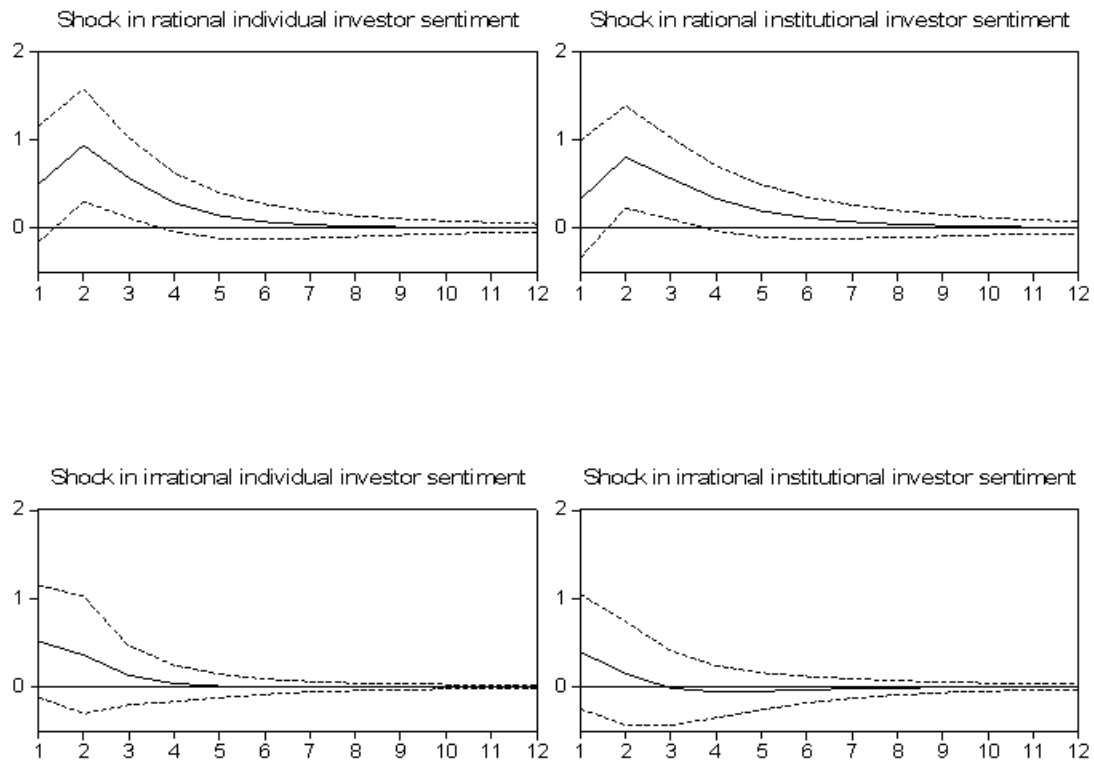 Shock in rational individual investor sentiment
2
1
0
1 2 3 4 5 6 7 8 9 10 11 12
Shock in rational institutional investor sentiment
2
1
0
1 2 3 4 5 6 7 8 9 10 11 12
Shock in irrational individual investor sentiment
2
1
0
1 2 3 4 5 6 7 8 9 10 11 12
Shock in irrational institutional investor sentiment
2
1
0
1 2 3 4 5 6 7 8 9 10 11 12